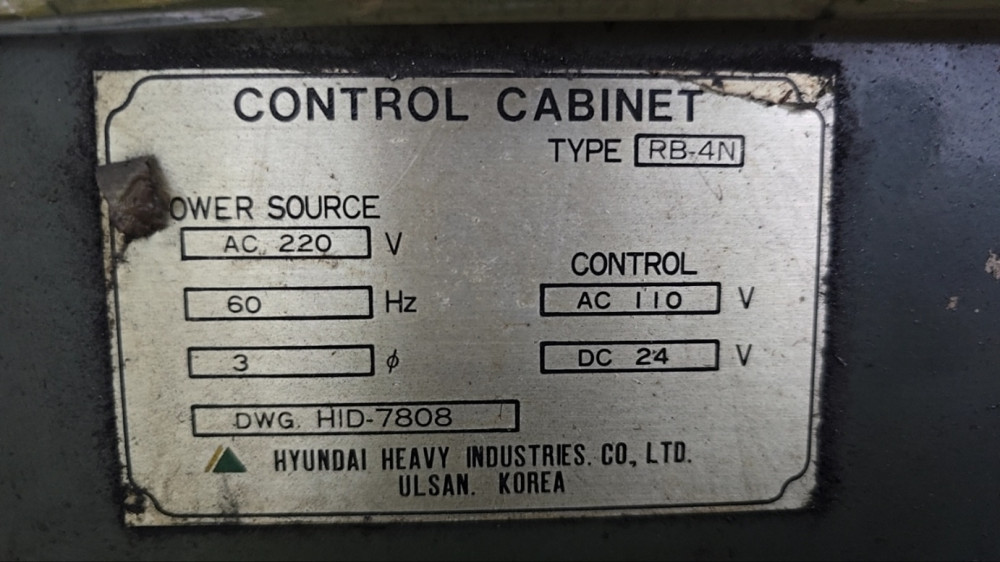 CONTROL CABINET
TYPE RB-4N
OWER SOURCE
AC. 220 V
60 Hz
3 ϕ
CONTROL
AC 110 V
DC 24 V
DWG. HID-7808
HYUNDAI HEAVY INDUSTRIES. CO., LTD.
ULSAN. KOREA